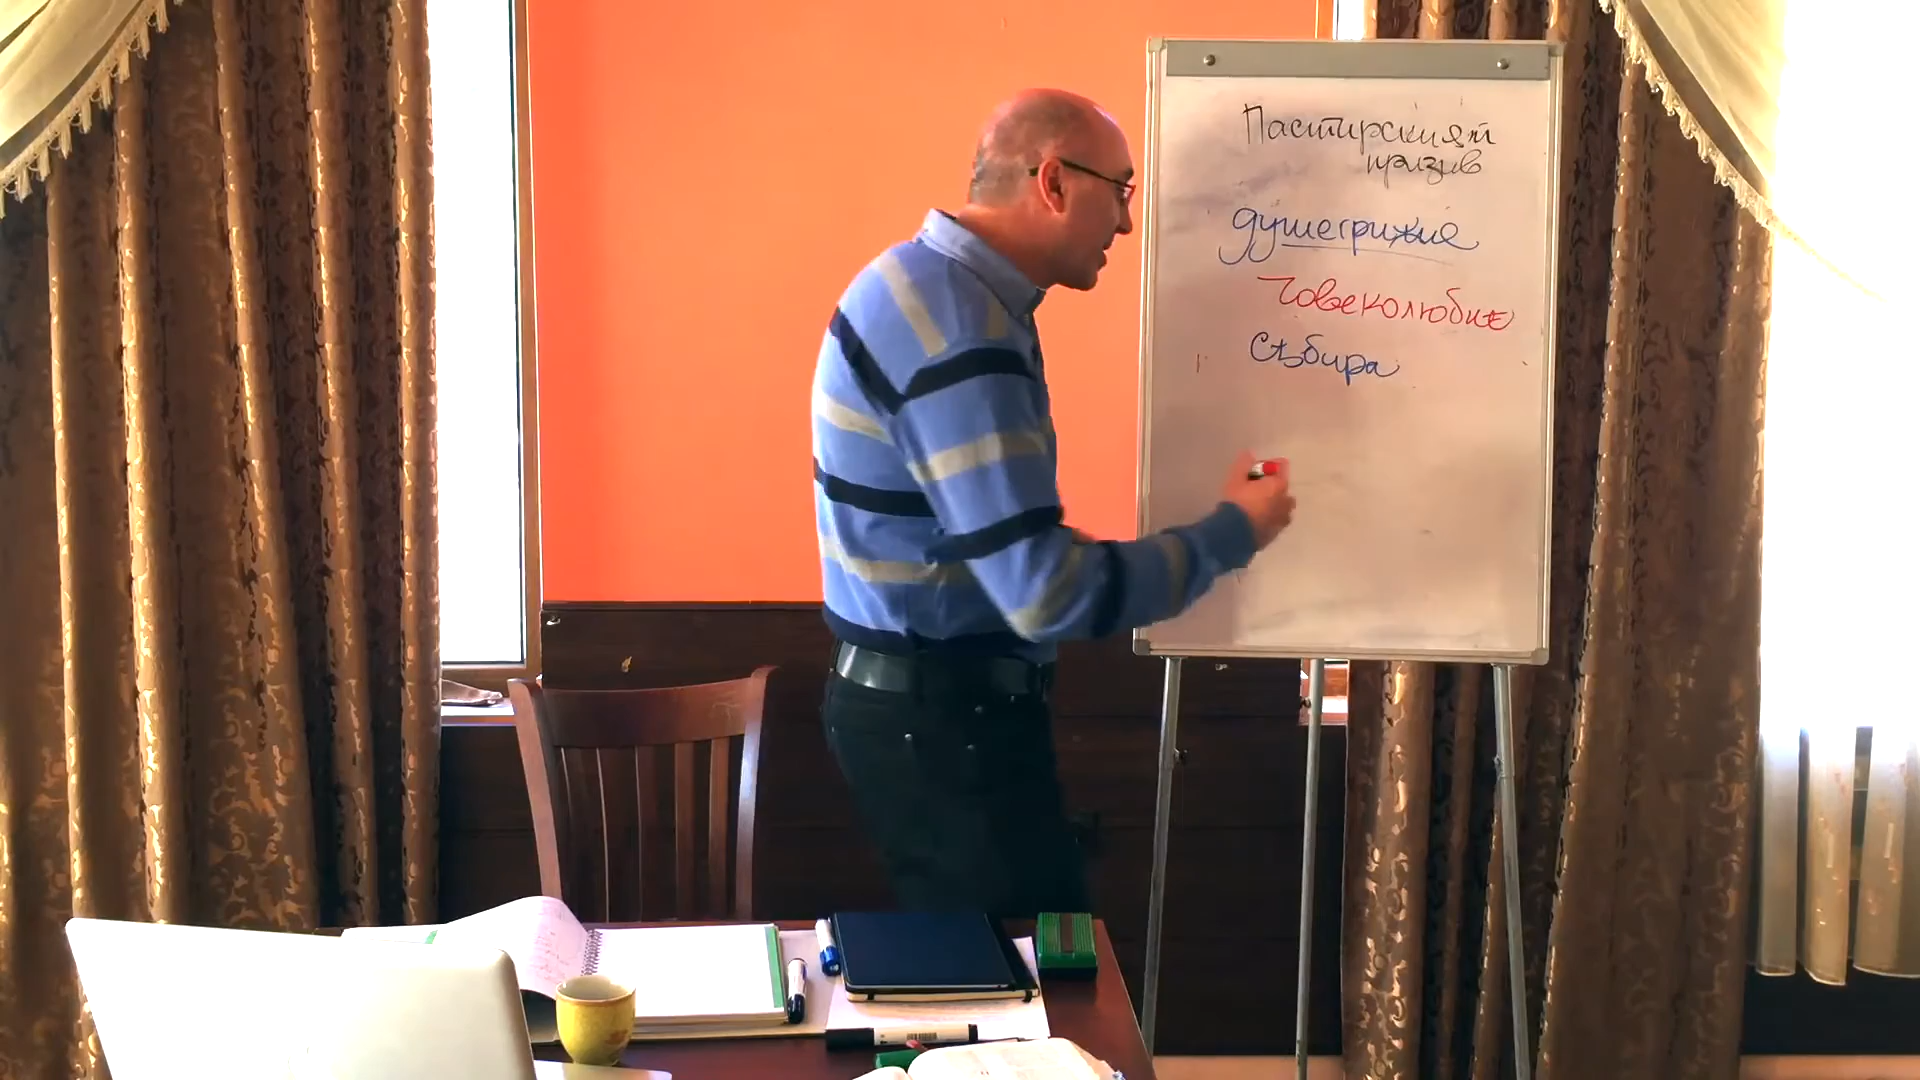 Пастирският
призив
душегрижие
Човеколюбие
Събира